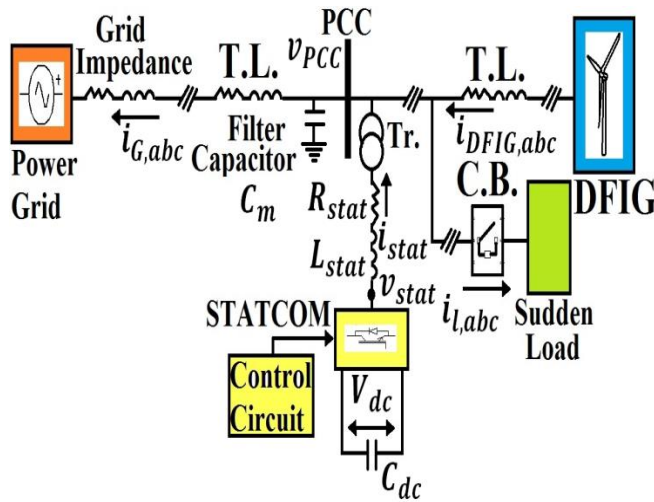 Grid
Impedance
T.L.
v_PCC
PCC
T.L.
i_G,abc
Filter
Capacitor
C_m
Tr.
i_DFIG,abc
Power
Grid
R_stat
i_stat
L_stat
v_stat
C.B.
DFIG
i_l,abc
Sudden
Load
STATCOM
Control
Circuit
V_dc
C_dc